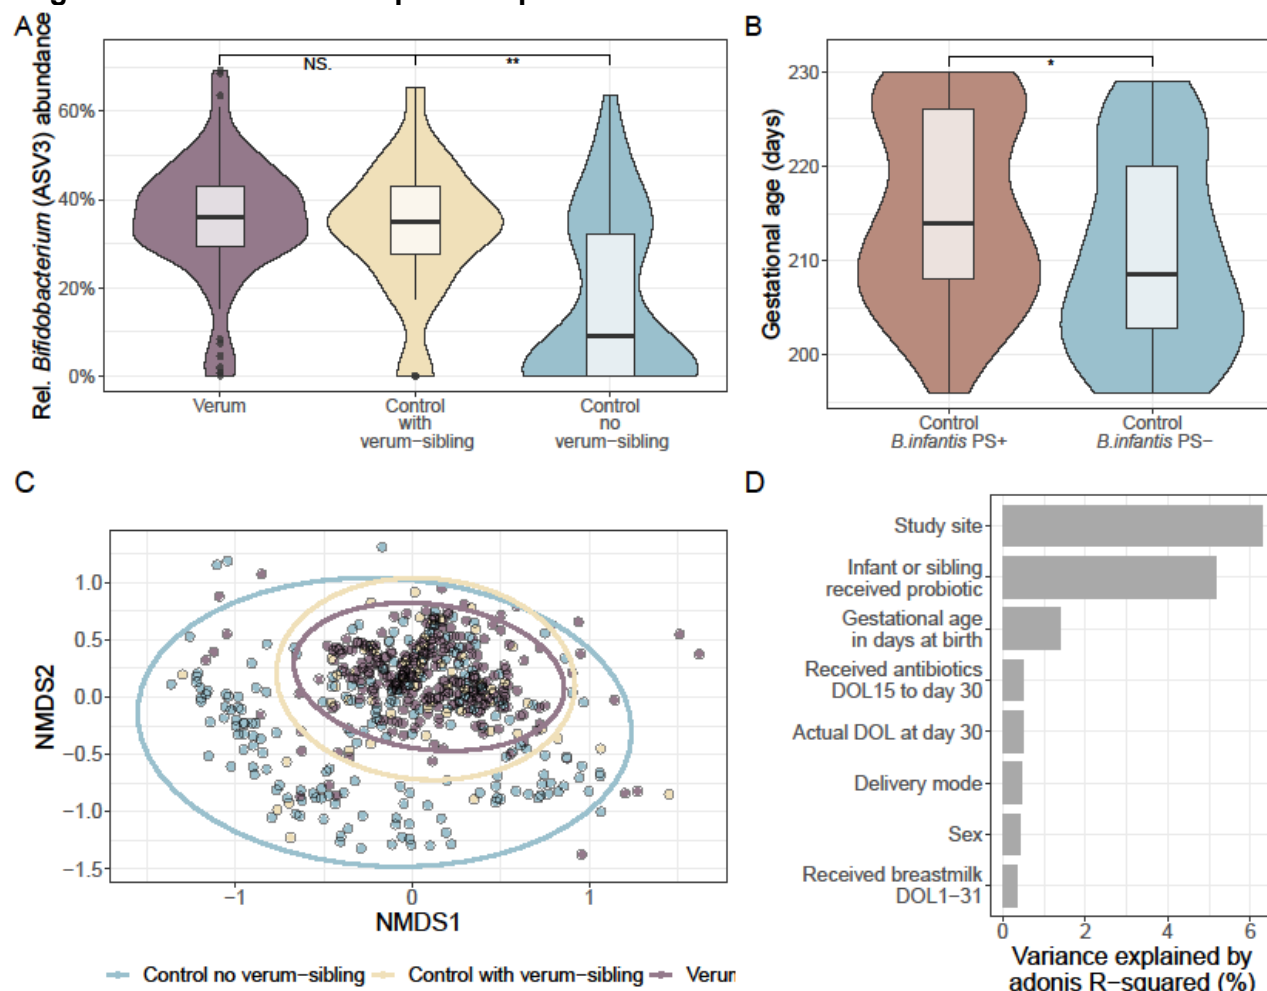 A
Rel. Bifidobacterium (ASV3) abundance
60%
40%
20%
0%
NS.
**
Verum
Control
with
verum−sibling
Control
no
verum−sibling
B
Gestational age (days)
230
220
210
200
*
Control
B.infantis PS+
Control
B.infantis PS−
C
NMDS2
1.0
0.5
0.0
−0.5
−1.0
−1.5
−1
0
1
NMDS1
Control no verum−sibling
Control with verum−sibling
D
Study site
Infant or sibling
received probiotic
Gestational age
in days at birth
Received antibiotics
DOL15 to day 30
Actual DOL at day 30
Delivery mode
Sex
Received breastmilk
DOL1−31
0
2
4
6
Variance explained by
adonis R−squared (%)